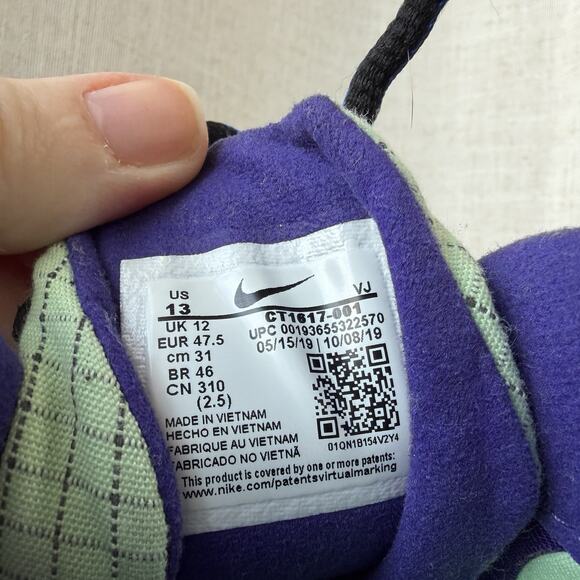 US VJ
13 CT1617-001
UK 12 UPC 00193655322570
EUR 47.5 05/15/19 | 10/08/19
cm 31
BR 46
CN 310
(2.5)
MADE IN VIETNAM
HECHO EN VIETNAM
FABRIQUE AU VIETNAM
FABRICADO NO VIETNÃ
01QN1B154V2Y4
This product is covered by one or more patents:
www.nike.com/patentsvirtualmarking